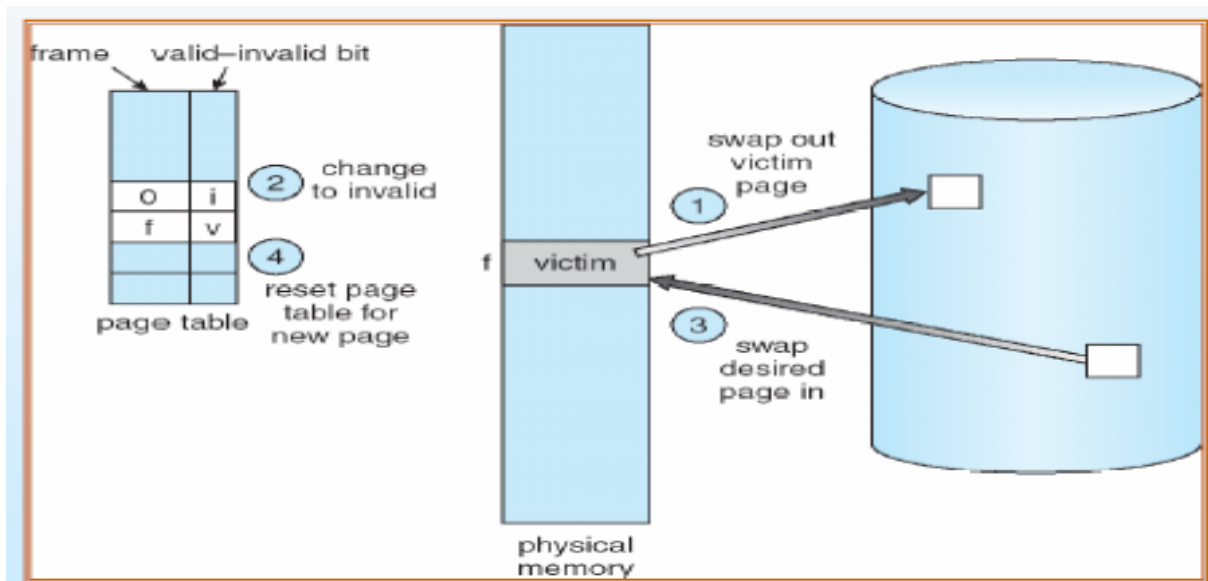 frame valid–invalid bit
0 i
f v
page table
2 change
to invalid
4
reset page
table for
new page
f victim
physical
memory
swap out
victim
page
1
3
swap
desired
page in